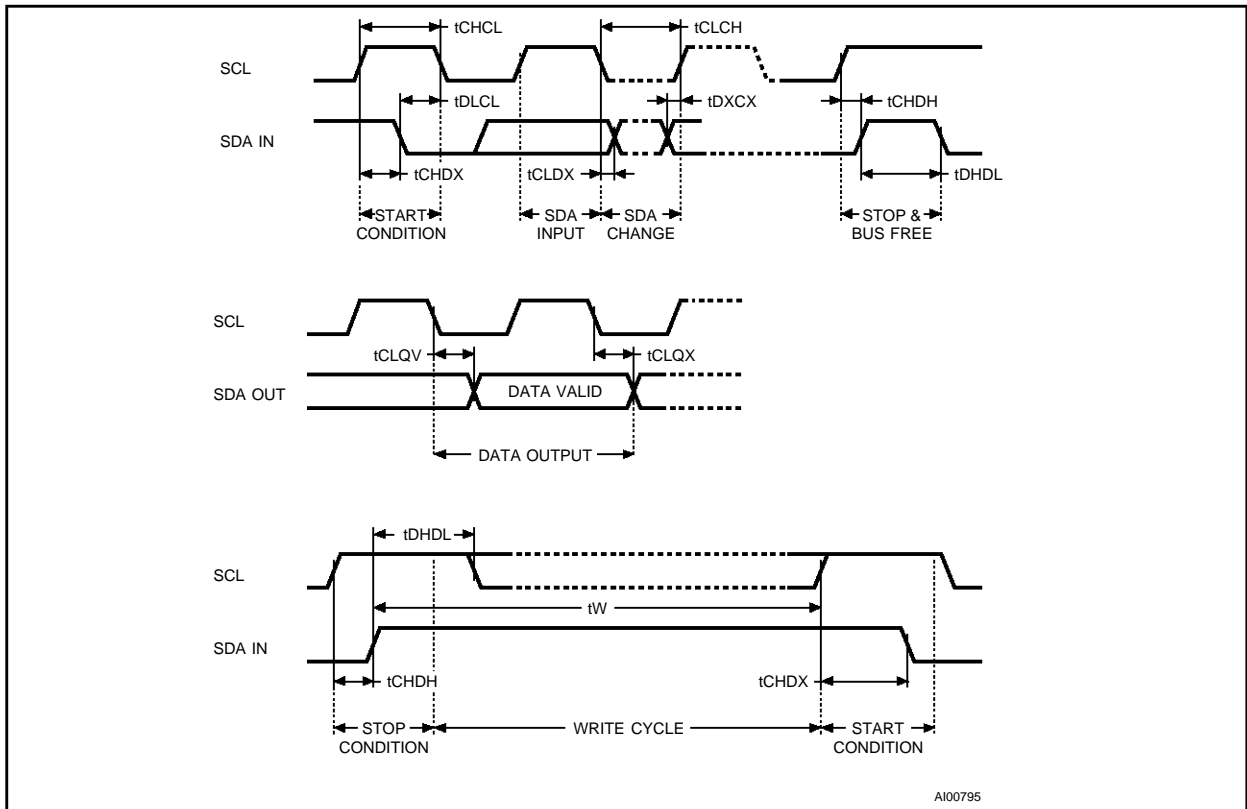 tCHCL
tCLCH
SCL
tDLCL
tDXCX
tCHDH
SDA IN
tCHDX
tCLDX
tDHDL
START
CONDITION
SDA
INPUT
SDA
CHANGE
STOP &
BUS FREE
SCL
tCLQV
tCLQX
SDA OUT
DATA VALID
DATA OUTPUT
tDHDL
SCL
tW
SDA IN
tCHDH
tCHDX
STOP
CONDITION
WRITE CYCLE
START
CONDITION
AI00795